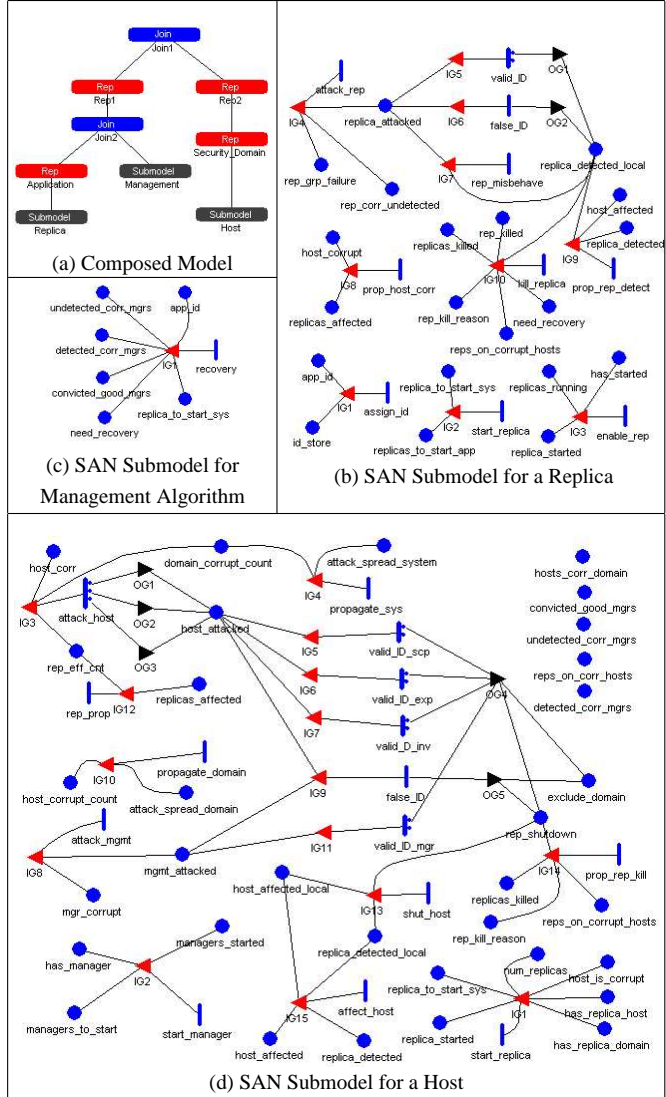 Join
Join1
Rep
Rep1
Rep
Rep2
Join
Join2
Rep
Security_Domain
Rep
Application
Submodel
Management
Submodel
Replica
Submodel
Host
(a) Composed Model
undetected_corr_mgrs
app_id
detected_corr_mgrs
IG1
recovery
convicted_good_mgrs
replica_to_start_sys
need_recovery
(c) SAN Submodel for
Management Algorithm
attack_rep
IG5
valid_ID
OG1
IG4
replica_attacked
IG6
false_ID
OG2
replica_detected_local
IG7
rep_misbehave
rep_grp_failure
rep_corr_undetected
host_affected
rep_killed
replicas_killed
replica_detected
IG9
host_corrupt
IG8
prop_host_corr
IG10
kill_replica
prop_rep_detect
replicas_affected
rep_kill_reason
need_recovery
reps_on_corrupt_hosts
app_id
replica_to_start_sys
has_started
replicas_running
IG1
assign_id
IG2
start_replica
IG3
enable_rep
id_store
replicas_to_start_app
replica_started
(b) SAN Submodel for a Replica
host_corr
OG1
domain_corrupt_count
attack_spread_system
hosts_corr_domain
IG3
attack_host
OG2
IG4
propagate_sys
convicted_good_mgrs
host_attacked
OG3
IG5
valid_ID_scp
undetected_corr_mgrs
rep_eff_cnt
IG6
valid_ID_exp
OG4
reps_on_corr_hosts
rep_prop
IG12
replicas_affected
IG7
valid_ID_inv
detected_corr_mgrs
IG10
propagate_domain
host_corrupt_count
attack_spread_domain
IG9
false_ID
OG5
exclude_domain
attack_mgmt
IG8
mgmt_attacked
IG11
valid_ID_mgr
rep_shutdown
mgr_corrupt
host_affected_local
IG14
prop_rep_kill
IG13
shut_host
replicas_killed
reps_on_corrupt_hosts
managers_started
replica_detected_local
rep_kill_reason
has_manager
IG2
num_replicas
host_is_corrupt
replica_to_start_sys
managers_to_start
start_manager
IG15
affect_host
IG1
has_replica_host
replica_started
host_affected
replica_detected
start_replica
has_replica_domain
(d) SAN Submodel for a Host